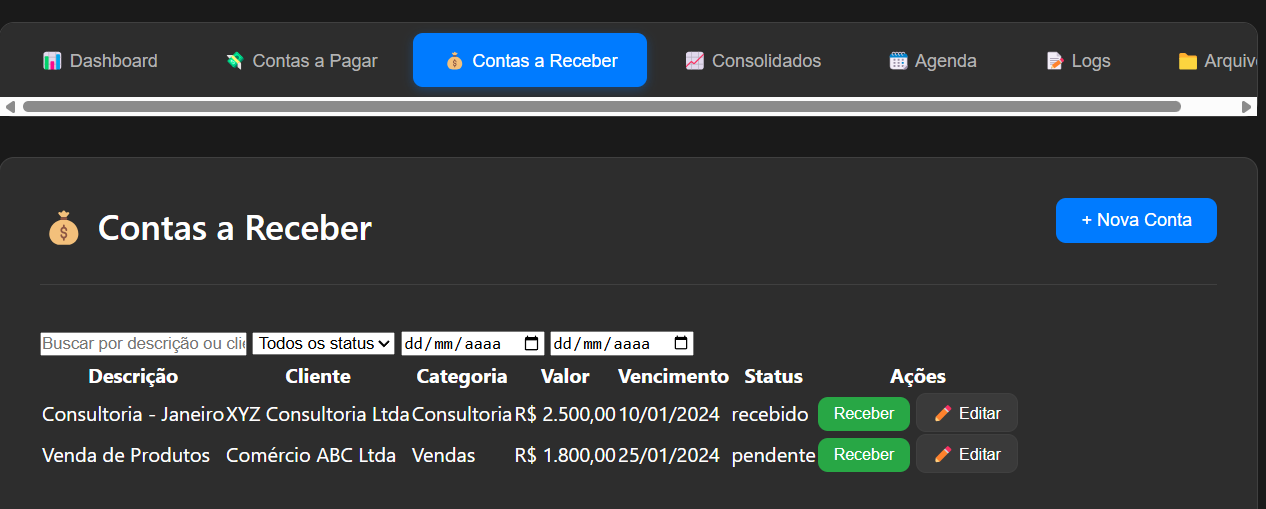 Dashboard Contas a Pagar Contas a Receber Consolidados Agenda Logs Arquiv
Contas a Receber
+ Nova Conta
Buscar por descrição ou clie Todos os status dd/mm/aaaa dd/mm/aaaa
Descrição Cliente Categoria Valor Vencimento Status Ações
Consultoria - Janeiro XYZ Consultoria Ltda Consultoria R$ 2.500,00 10/01/2024 recebido Receber Editar
Venda de Produtos Comércio ABC Ltda Vendas R$ 1.800,00 25/01/2024 pendente Receber Editar